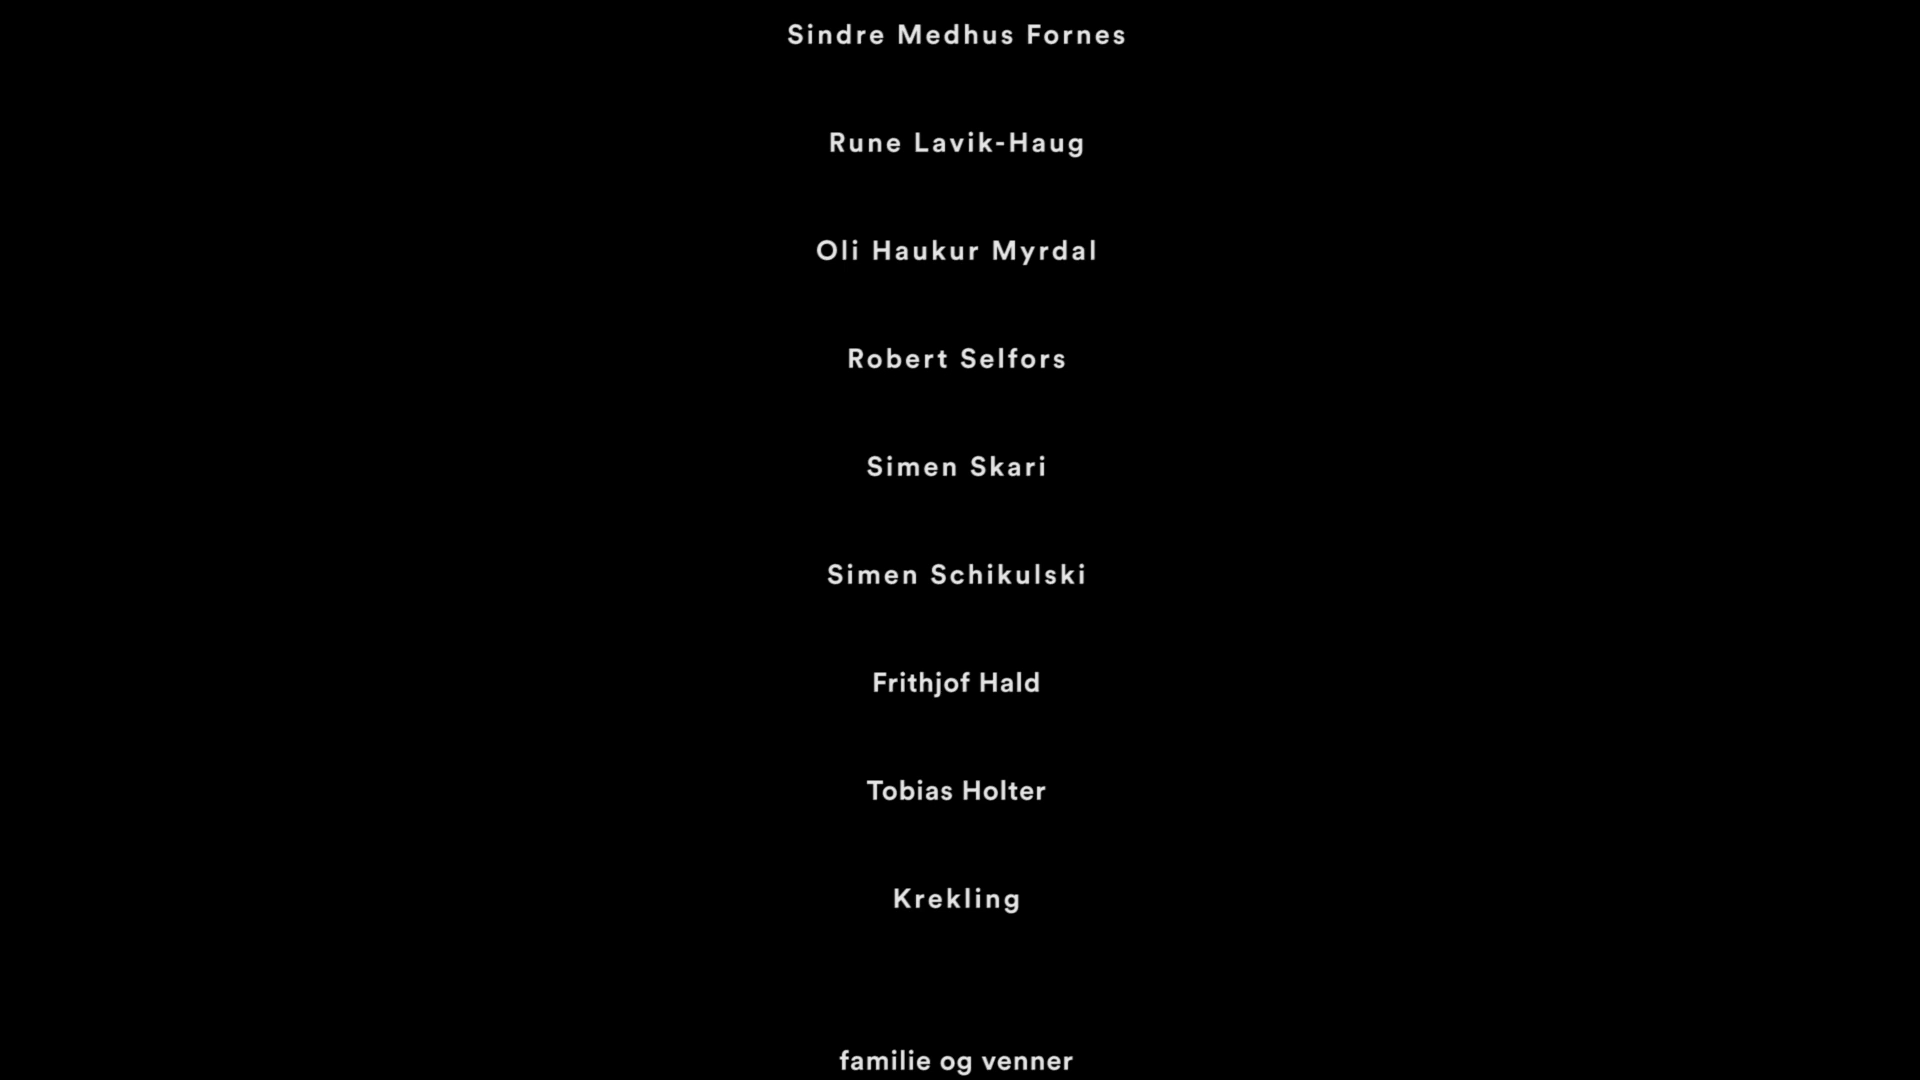 Sindre Medhus Fornes
Rune Lavik-Haug
Oli Haukur Myrdal
Robert Selfors
Simen Skari
Simen Schikulski
Frithjof Hald
Tobias Holter
Krekling
familie og venner